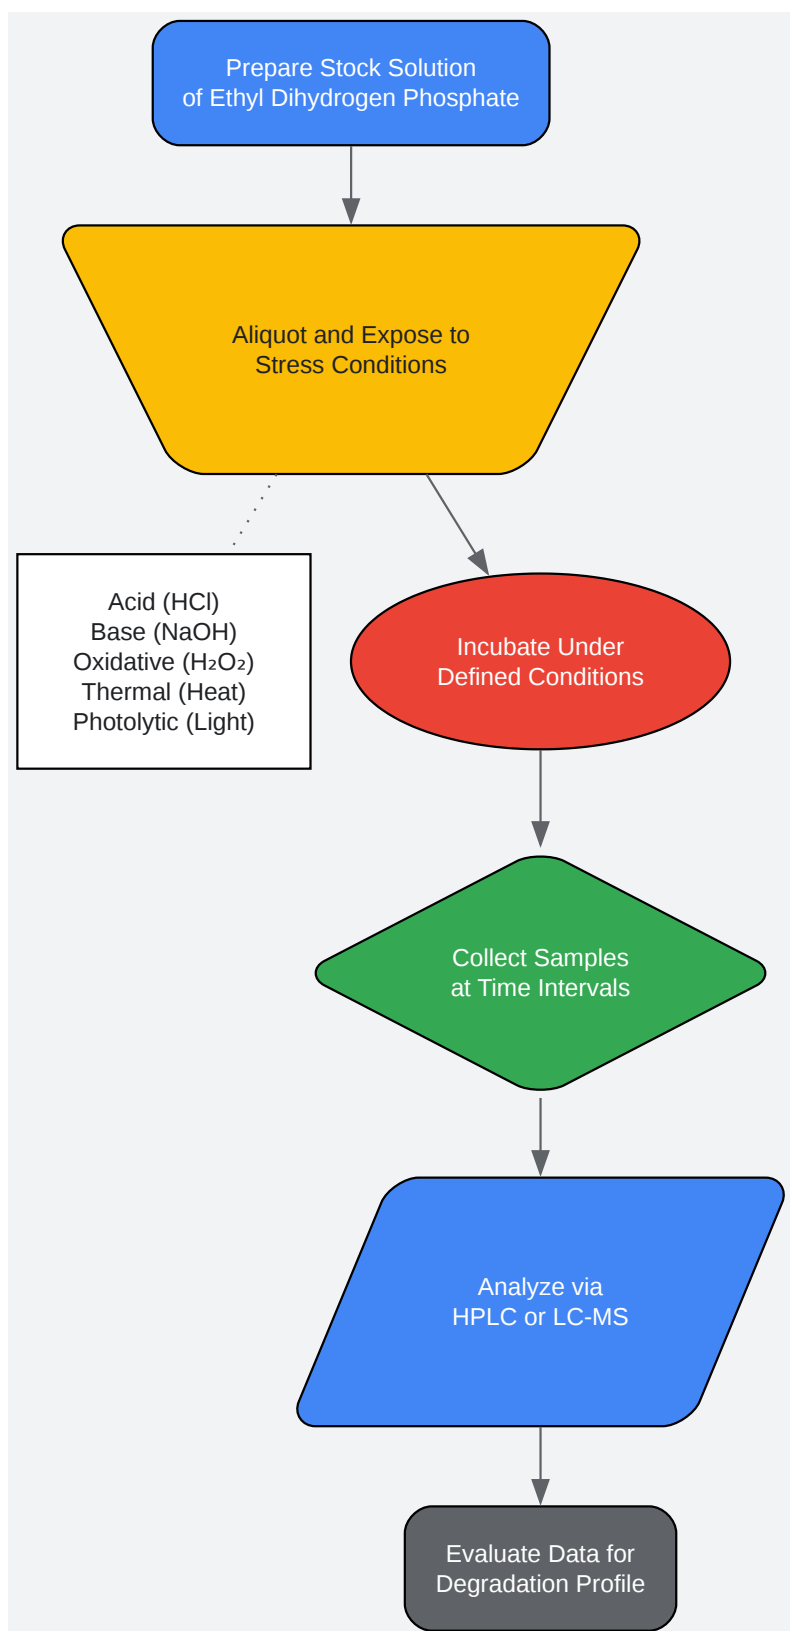 Prepare Stock Solution
of Ethyl Dihydrogen Phosphate
Aliquot and Expose to
Stress Conditions
Acid (HCl)
Base (NaOH)
Oxidative (H₂O₂)
Thermal (Heat)
Photolytic (Light)
Incubate Under
Defined Conditions
Collect Samples
at Time Intervals
Analyze via
HPLC or LC-MS
Evaluate Data for
Degradation Profile